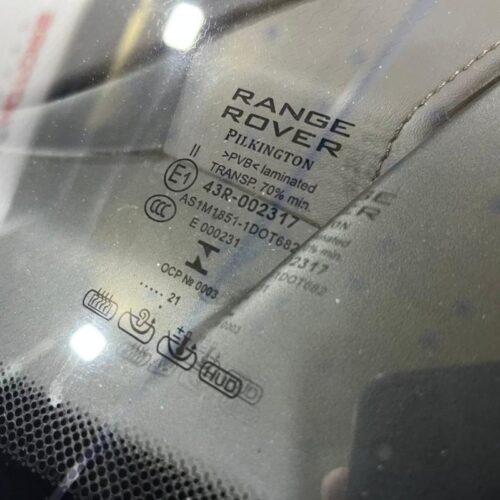 RANGE
ROVER
PILKINGTON
>PVB< laminated
II TRANSP. 70% min.
E1 43R-002317
CCC AS1M1851-1DOT682
E 000231
OCP № 0003
..... 21
HUD